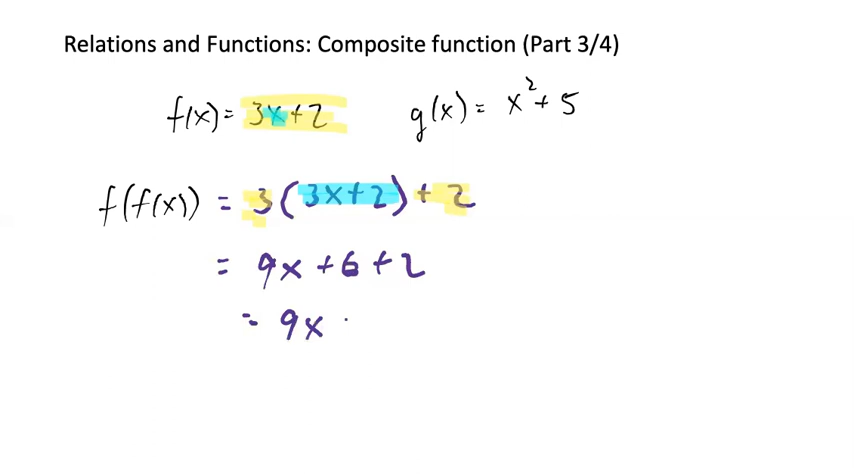 Relations and Functions: Composite function (Part 3/4)
f(x) = 3x+2 g(x) = x² + 5
f(f(x)) = 3(3x+2) + 2
= 9x + 6 + 2
= 9x